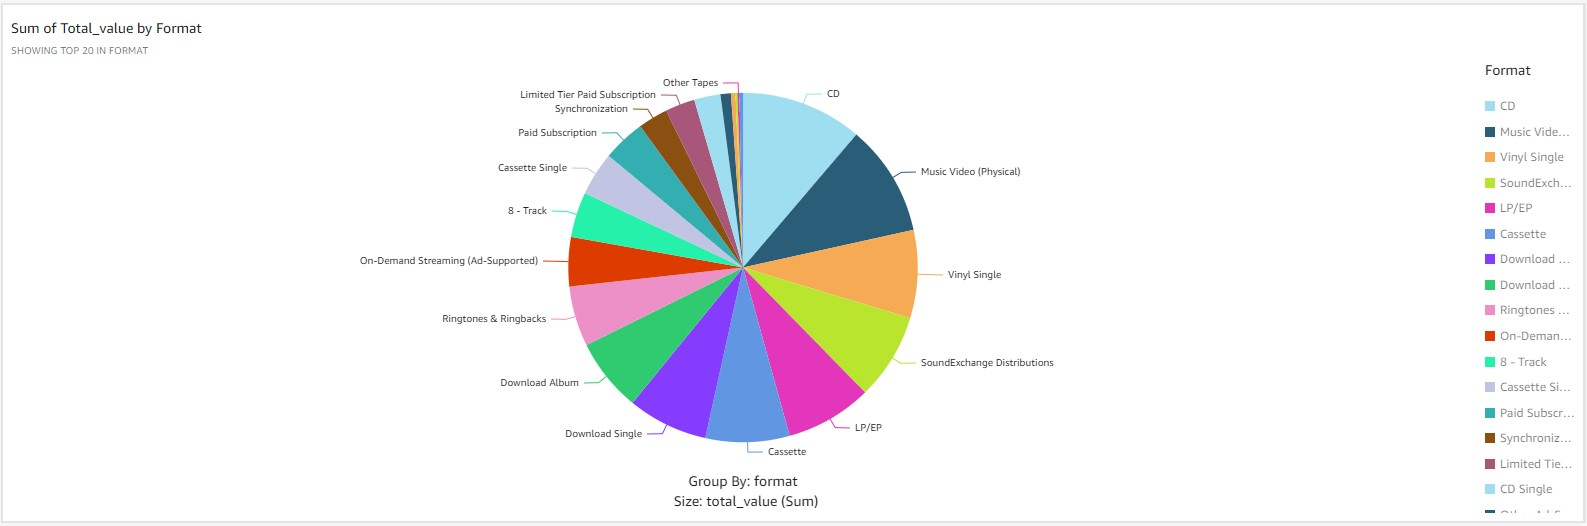 Sum of Total_value by Format
SHOWING TOP 20 IN FORMAT
Other Tapes
Limited Tier Paid Subscription
Synchronization
Paid Subscription
Cassette Single
8 - Track
On-Demand Streaming (Ad-Supported)
Ringtones & Ringbacks
Download Album
Download Single
CD
Music Video (Physical)
Vinyl Single
SoundExchange Distributions
LP/EP
Cassette
Group By: format
Size: total_value (Sum)
Format
CD
Music Vide...
Vinyl Single
SoundExch...
LP/EP
Cassette
Download ...
Download ...
Ringtones ...
On-Deman...
8 - Track
Cassette Si...
Paid Subscr...
Synchroniz...
Limited Tie...
CD Single